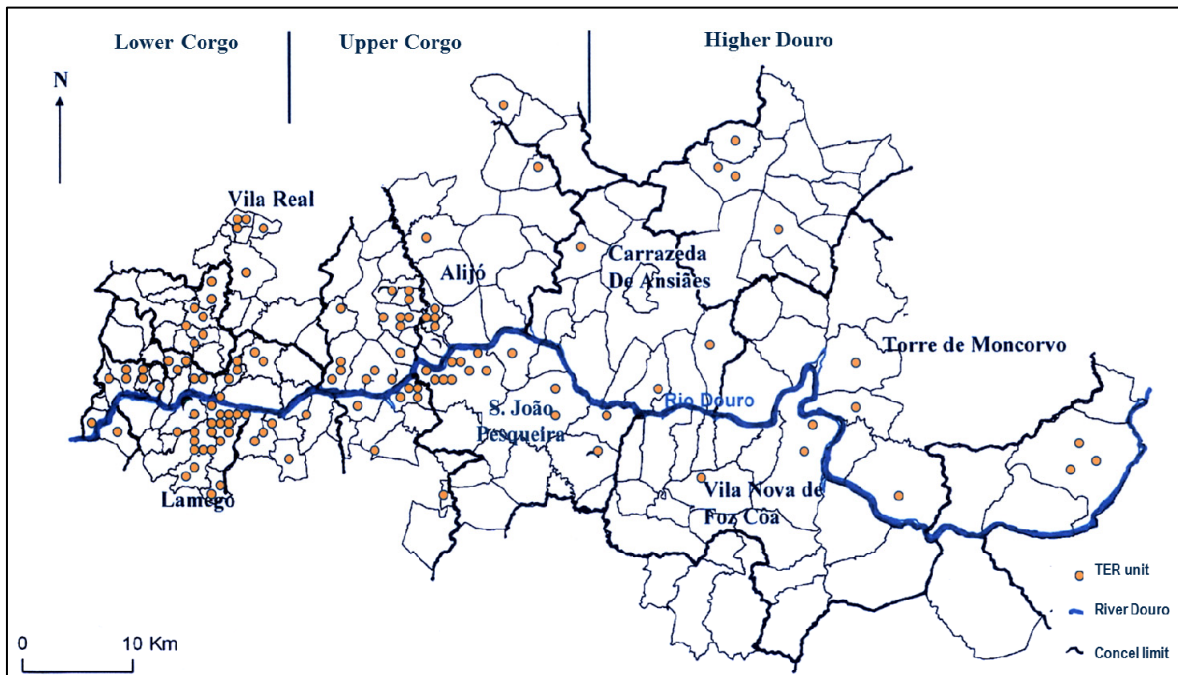 Lower Corgo
Upper Corgo
Higher Douro
N
Vila Real
Alijó
Carrazeda
De Ansiães
Torre de Moncorvo
Rio Douro
S. João
Pesqueira
Lamego
Vila Nova de
Foz Côa
TER unit
River Douro
Concel limit
0 10 Km